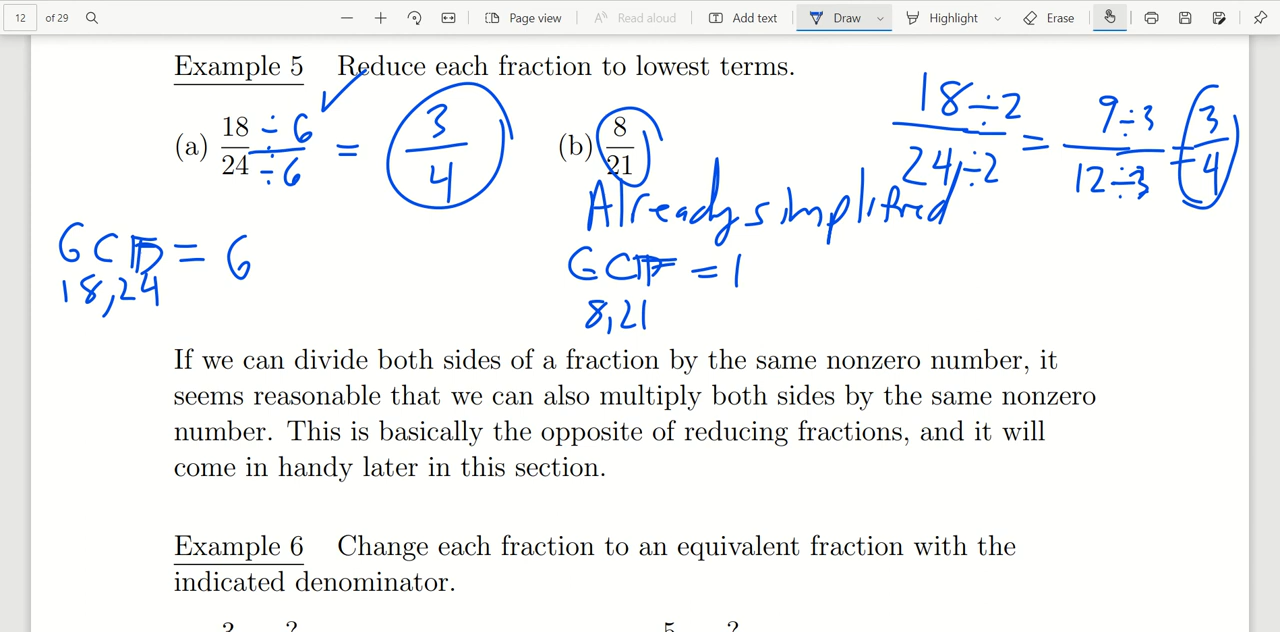 12 of 29 Page view Read aloud Add text Draw Highlight Erase
Example 5 Reduce each fraction to lowest terms.
(a) 18/24 ÷ 6/÷ 6 = 3/4
(b) 8/21
18 ÷ 2/24 ÷ 2 = 9 ÷ 3/12 ÷ 3 = 3/4
Already simplified
GCF = 6
18, 24
GCF = 1
8, 21
If we can divide both sides of a fraction by the same nonzero number, it
seems reasonable that we can also multiply both sides by the same nonzero
number. This is basically the opposite of reducing fractions, and it will
come in handy later in this section.
Example 6 Change each fraction to an equivalent fraction with the
indicated denominator.
3 ? 5 ?